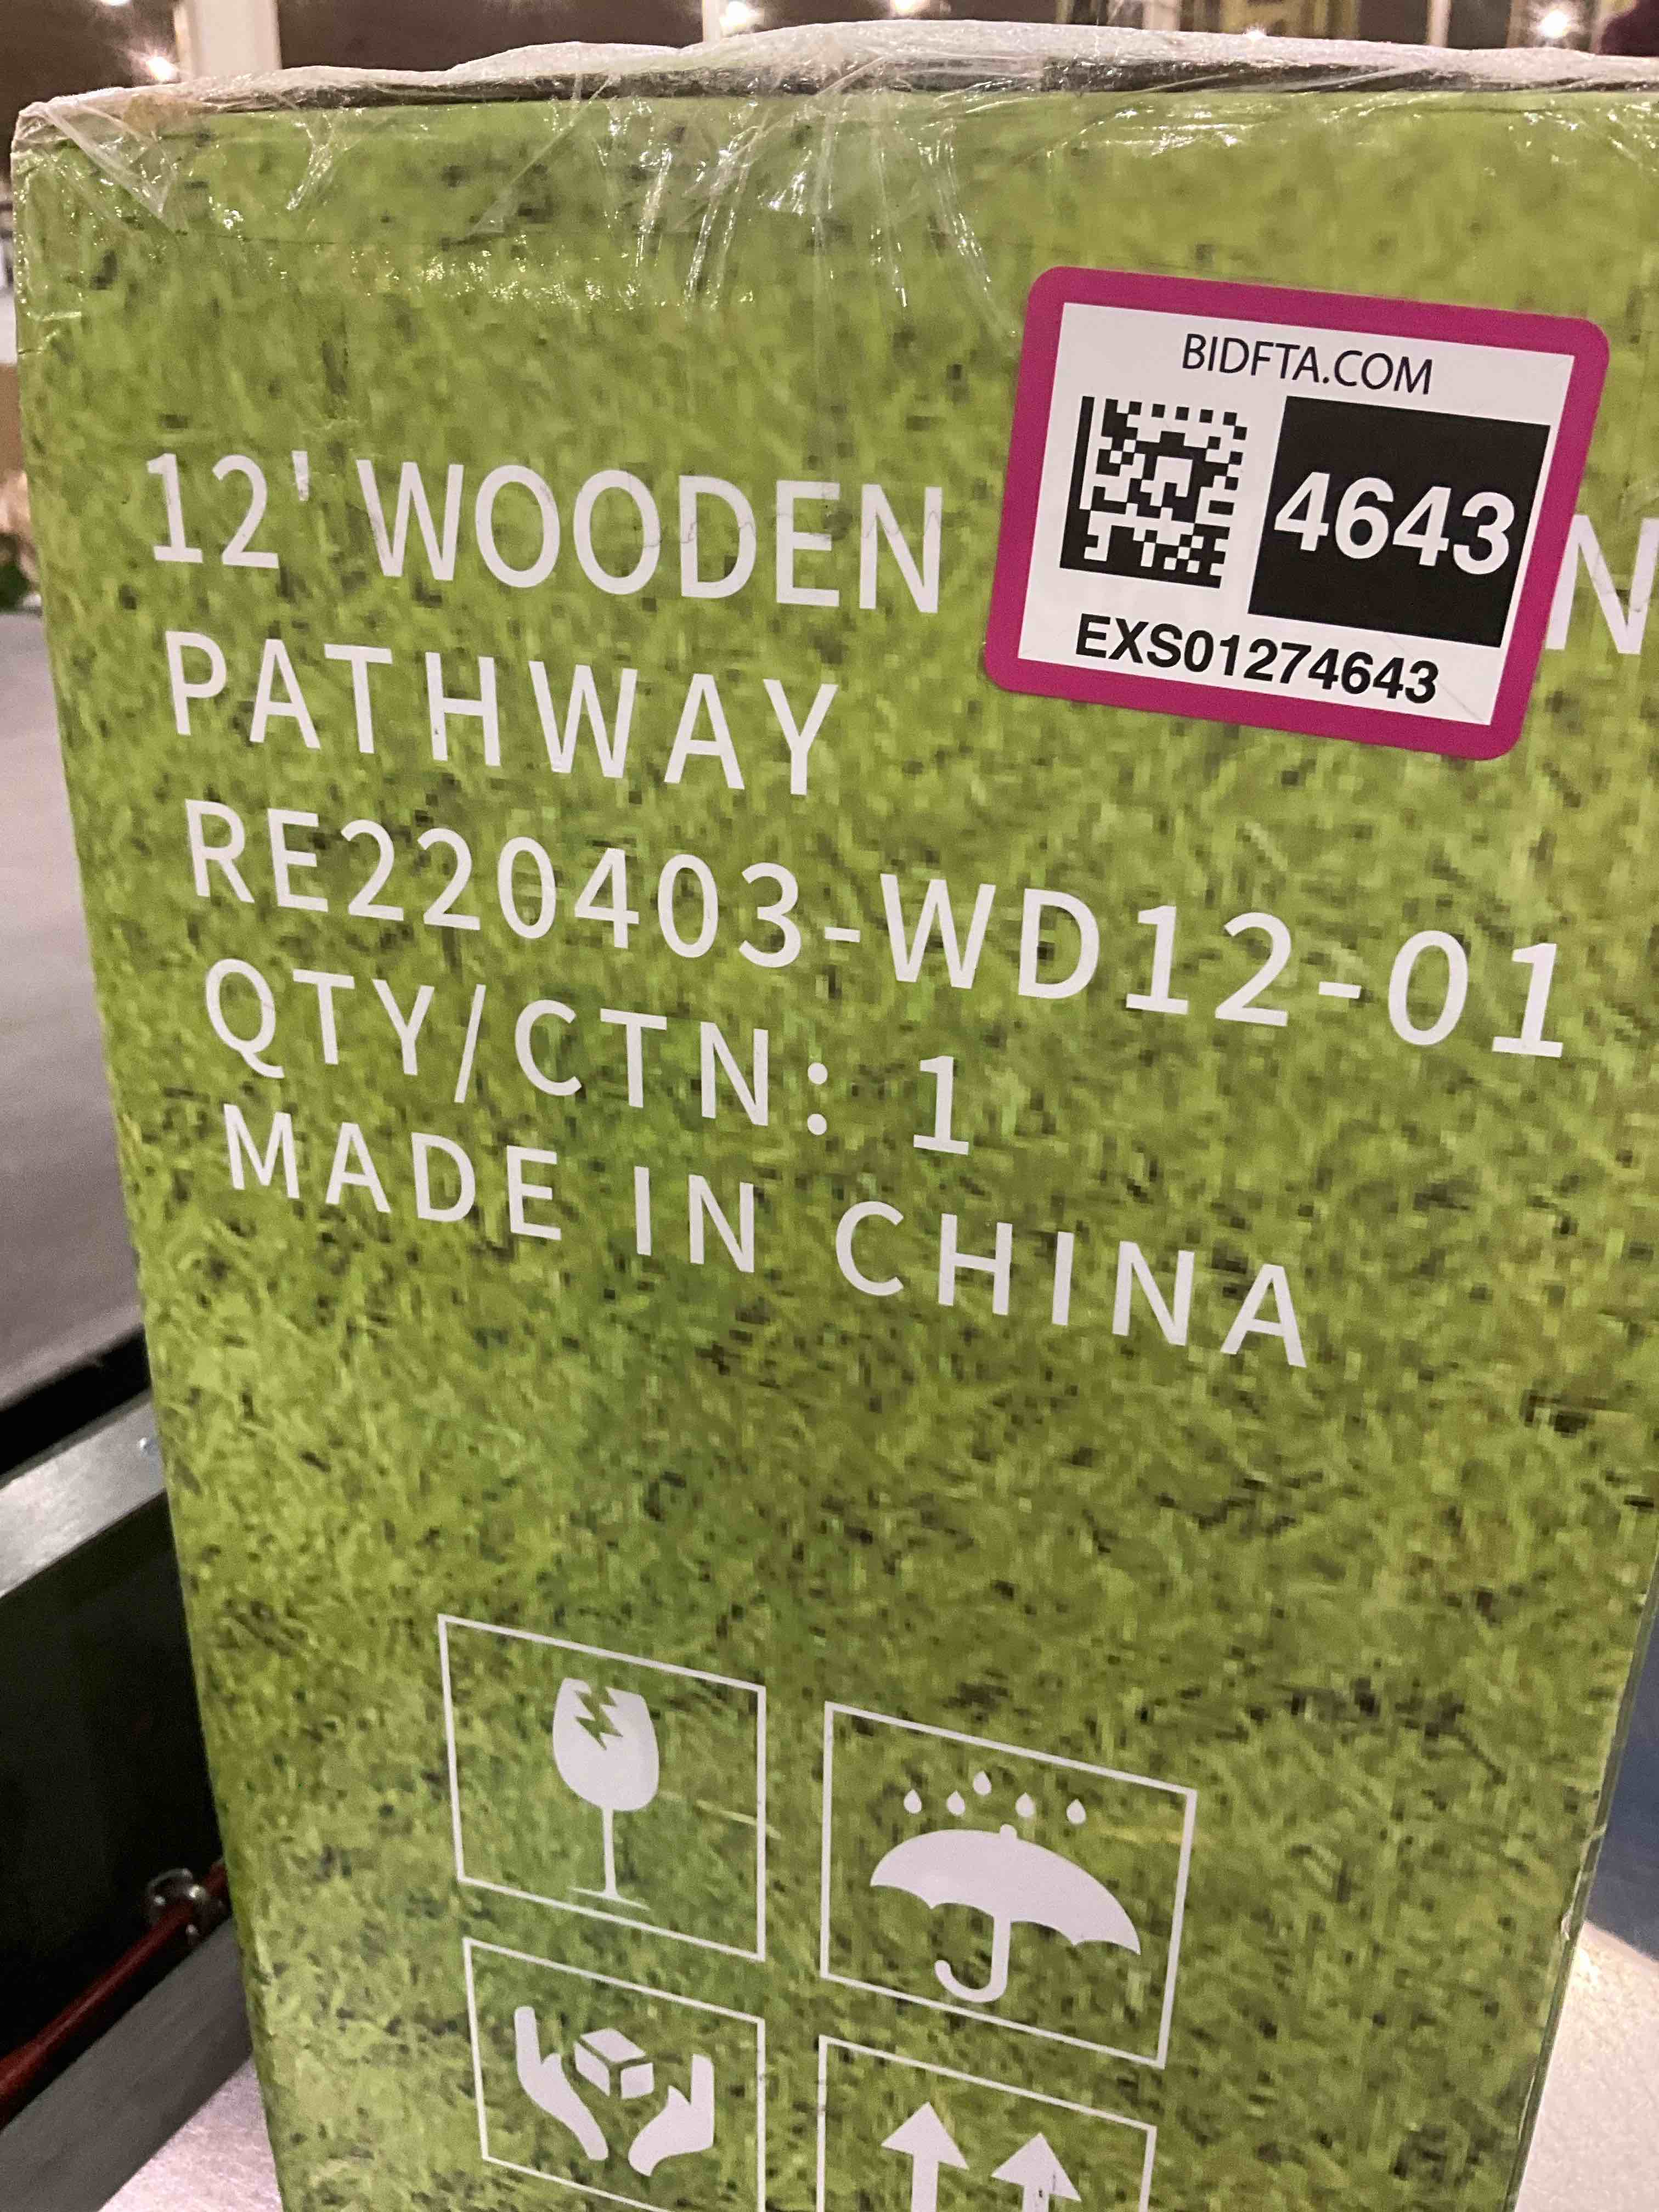 BIDFTA.COM
4643
EXS01274643
12' WOODEN
PATHWAY
RE220403-WD12-01
QTY/CTN: 1
MADE IN CHINA